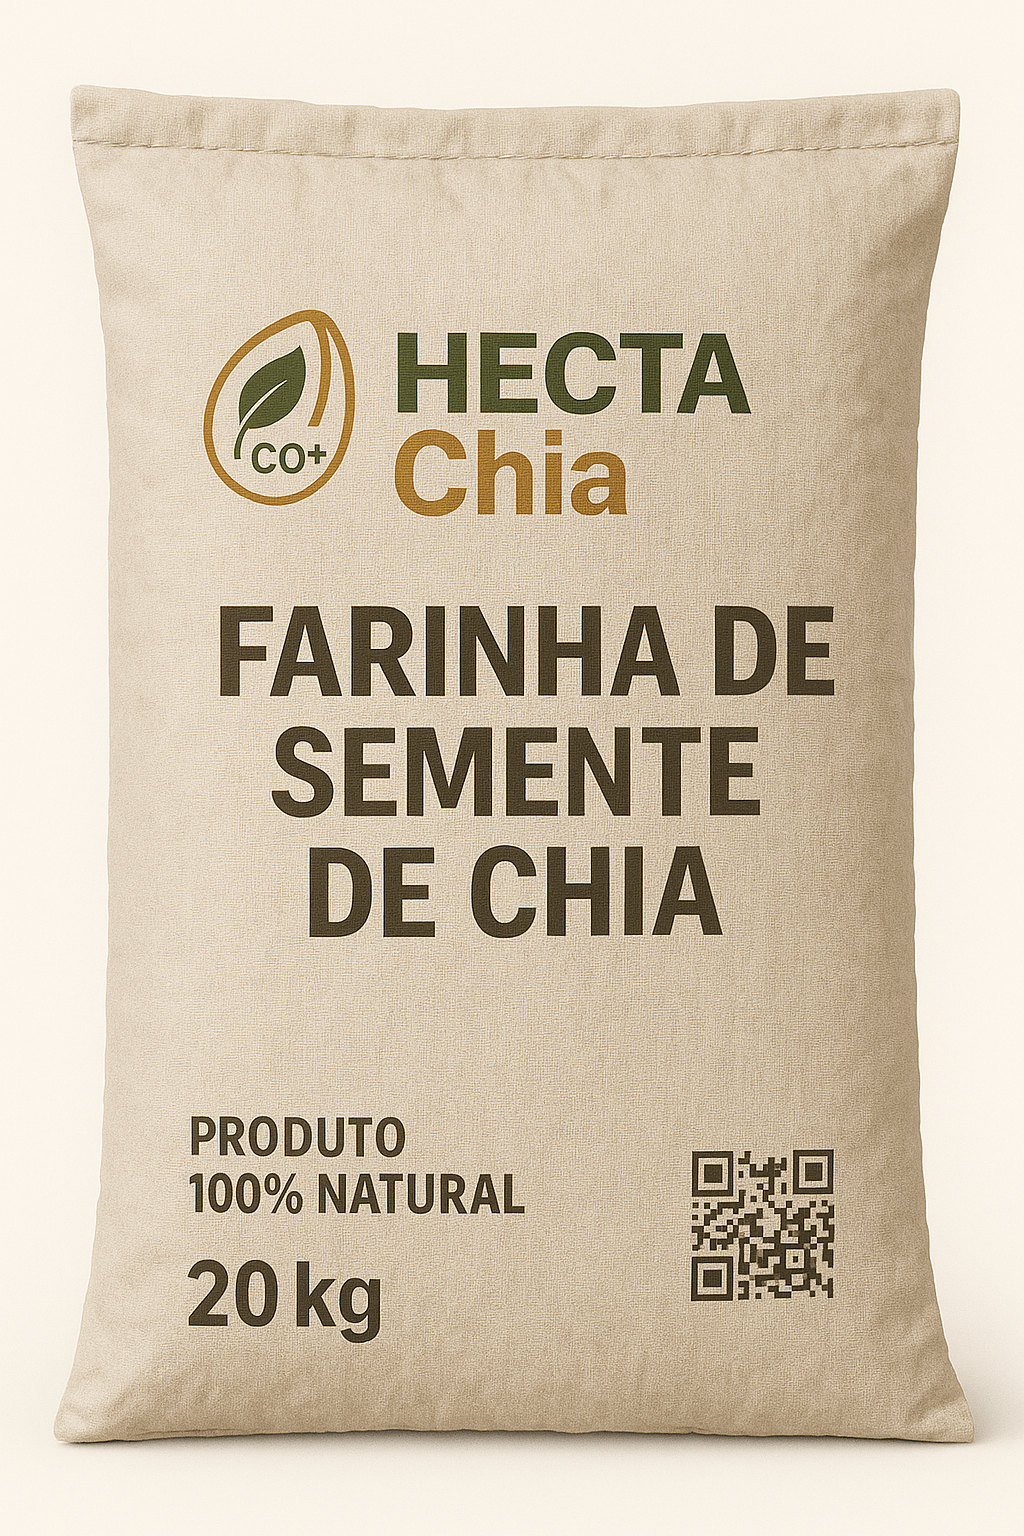 CO+
HECTA
Chia
FARINHA DE
SEMENTE
DE CHIA
PRODUTO
100% NATURAL
20 kg